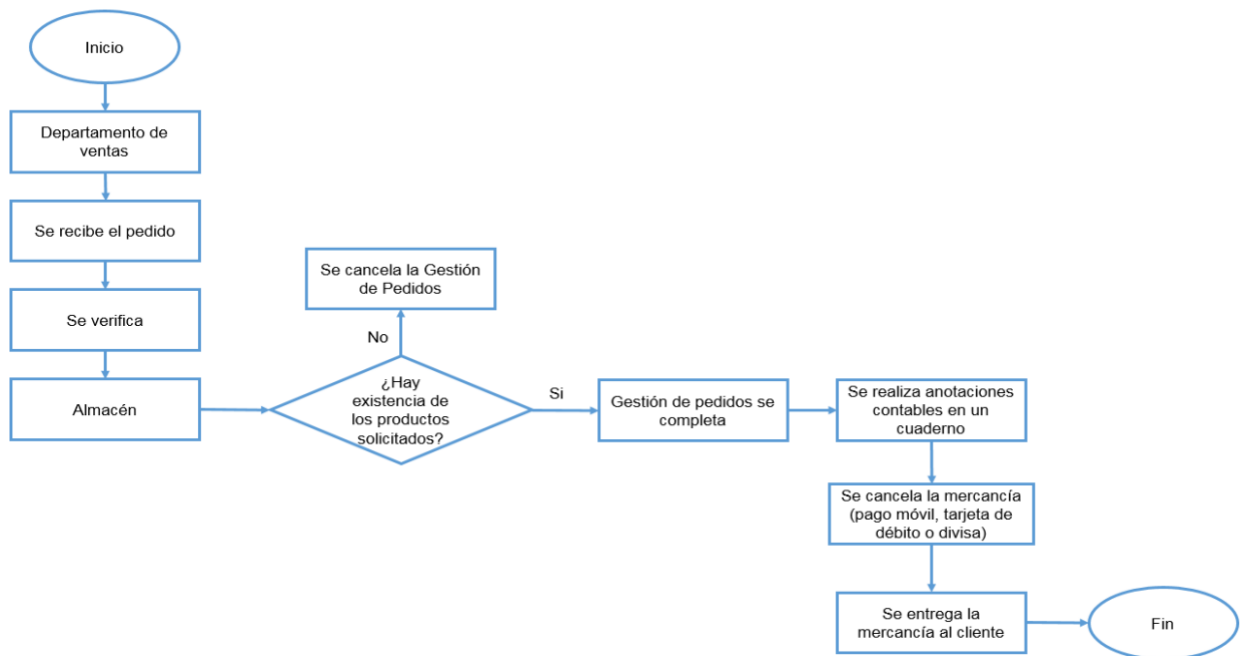 Inicio
Departamento de
ventas
Se recibe el pedido
Se verifica
Almacén
Se cancela la Gestión
de Pedidos
No
¿Hay
existencia de
los productos
solicitados?
Si
Gestión de pedidos se
completa
Se realiza anotaciones
contables en un
cuaderno
Se cancela la mercancía
(pago móvil, tarjeta de
débito o divisa)
Se entrega la
mercancía al cliente
Fin